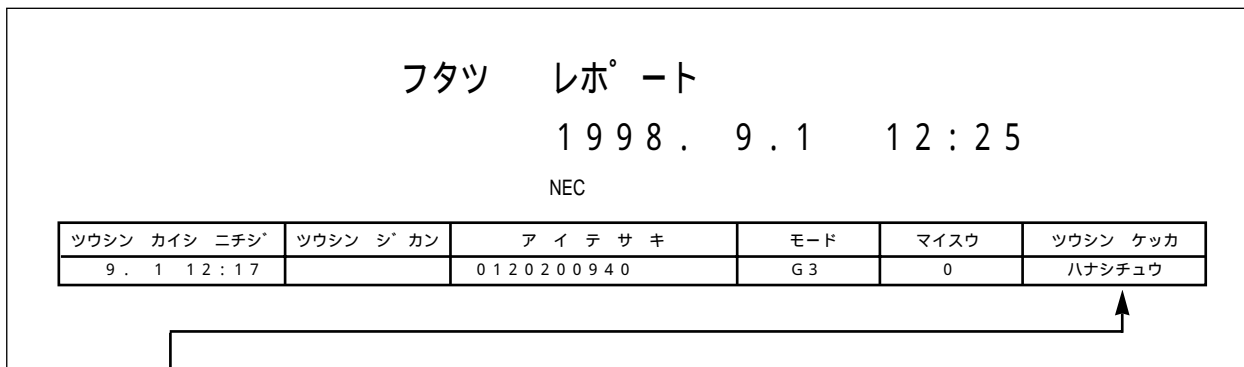 フタツ レポート
1998. 9.1 12:25
NEC
ツウシン カイシ ニチジ ツウシン ジカン アイテサキ モード マイスウ ツウシン ケッカ
9. 1 12:17 0120200940 G3 0 ハナシチュウ